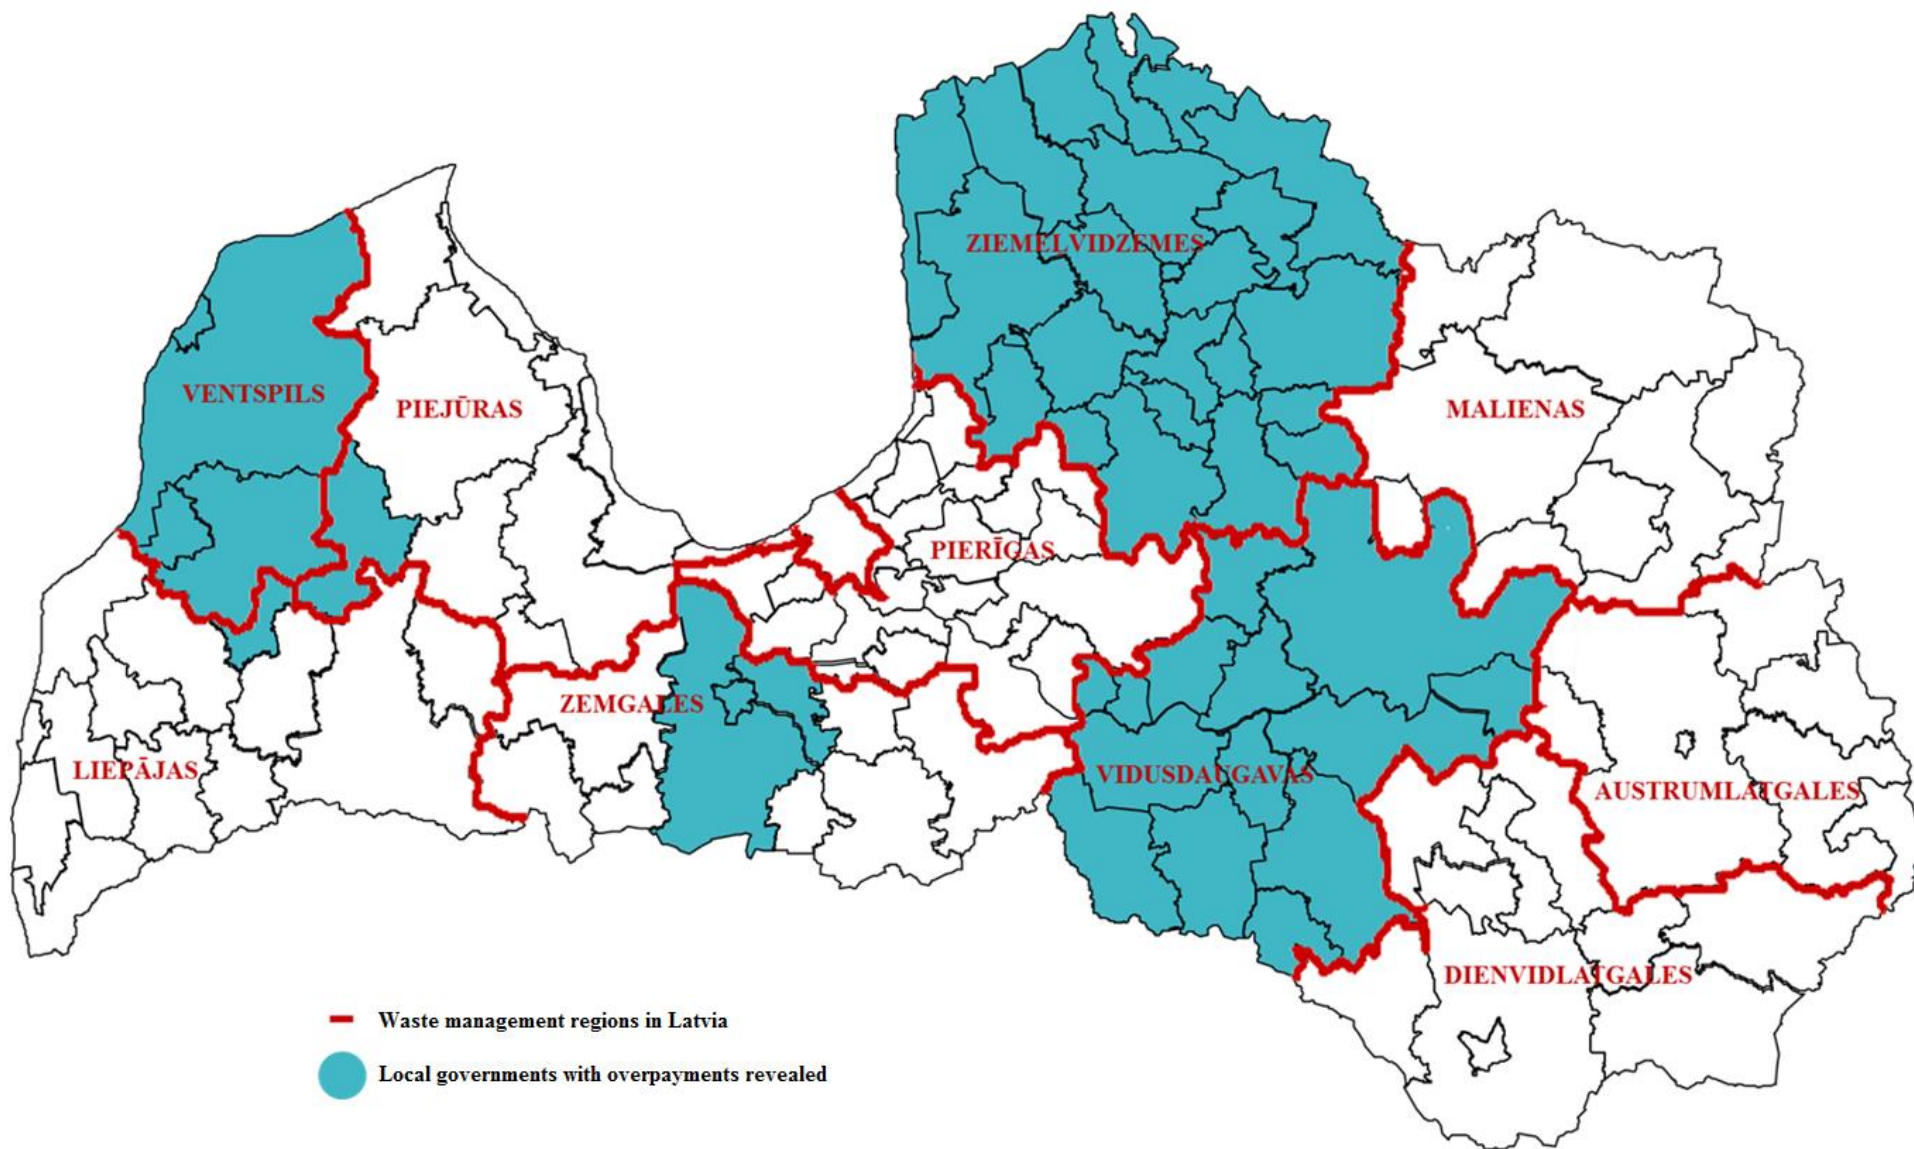 ZIEMEĻVIDZEMES
VENTSPILS
PIEJŪRAS
MALIENAS
PIERĪGAS
ZEMGALES
LIEPĀJAS
VIDUSDAUGAVAS
AUSTRUMLATGALES
DIENVIDLATGALES
Waste management regions in Latvia
Local governments with overpayments revealed